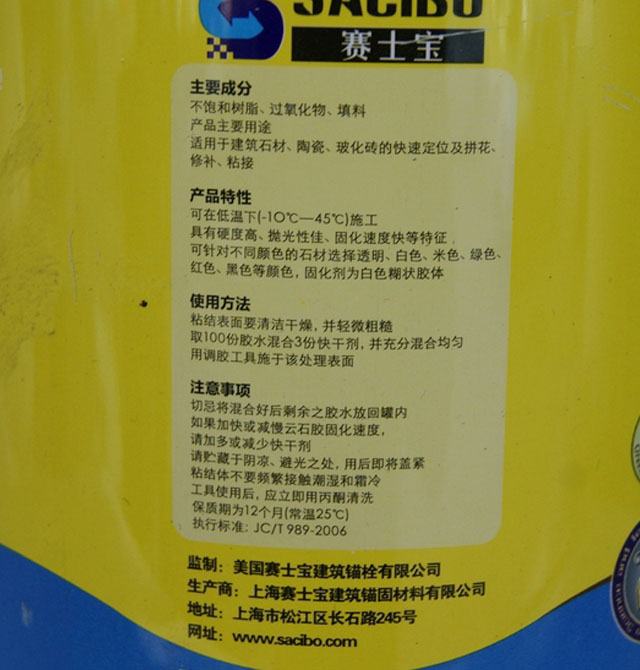 SACIBO
赛士宝
主要成分
不饱和树脂、过氧化物、填料
产品主要用途
适用于建筑石材、陶瓷、玻化砖的快速定位及拼花、
修补、粘接
产品特性
可在低温下(-10℃—45℃)施工
具有硬度高、抛光性佳、固化速度快等特征
可针对不同颜色的石材选择透明、白色、米色、绿色、
红色、黑色等颜色，固化剂为白色糊状胶体
使用方法
粘结表面要清洁干燥，并轻微粗糙
取100份胶水混合3份快干剂，并充分混合均匀
用调胶工具施于该处理表面
注意事项
切忌将混合好后剩余之胶水放回罐内
如果加快或减慢云石胶固化速度，
请加多或减少快干剂
请贮藏于阴凉、避光之处，用后即将盖紧
粘结体不要频繁接触潮湿和霜冷
工具使用后，应立即用丙酮清洗
保质期为12个月(常温25℃)
执行标准：JC/T 989-2006
监制：美国赛士宝建筑锚栓有限公司
生产商：上海赛士宝建筑锚固材料有限公司
地址：上海市松江区长石路245号
网址：www.sacibo.com